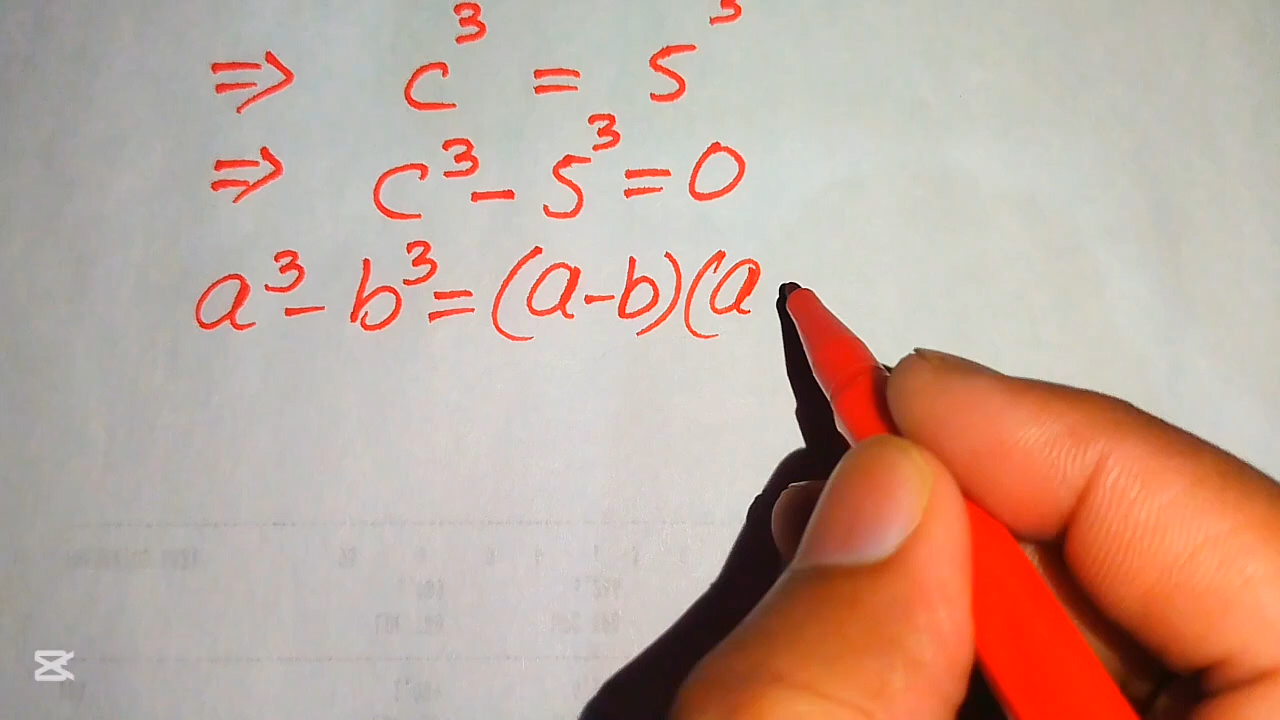 ⇒ c³ = 5³
⇒ c³ - 5³ = 0
a³ - b³ = (a-b)(a